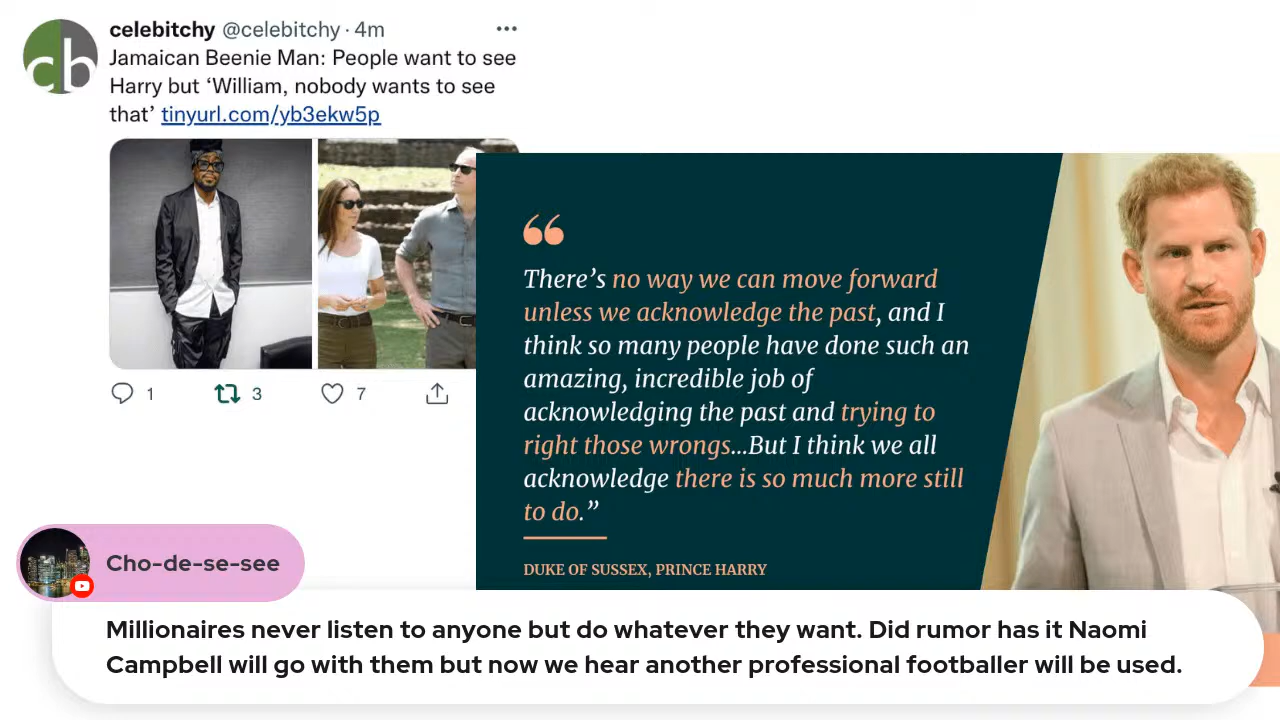 celebitchy @celebitchy · 4m
Jamaican Beenie Man: People want to see
Harry but ‘William, nobody wants to see
that’ tinyurl.com/yb3ekw5p
cb
1 3 7
“
There’s no way we can move forward
unless we acknowledge the past, and I
think so many people have done such an
amazing, incredible job of
acknowledging the past and trying to
right those wrongs...But I think we all
acknowledge there is so much more still
to do.”
DUKE OF SUSSEX, PRINCE HARRY
Cho-de-se-see
Millionaires never listen to anyone but do whatever they want. Did rumor has it Naomi
Campbell will go with them but now we hear another professional footballer will be used.